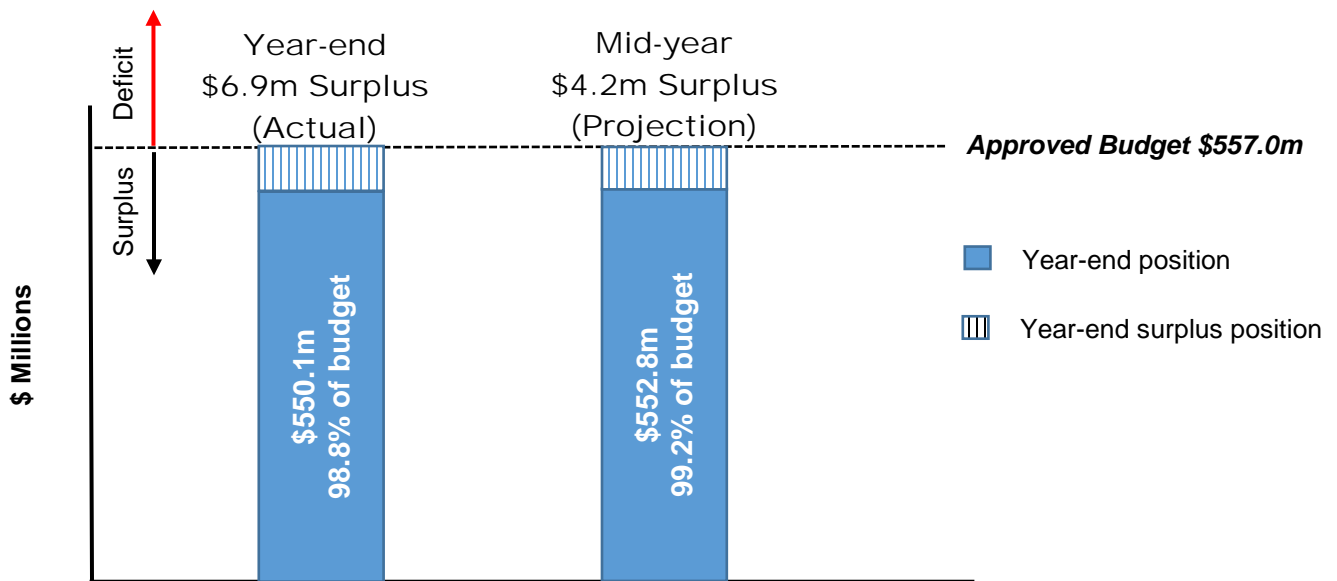 Deficit
Surplus
$ Millions
Year-end
$6.9m Surplus
(Actual)
Mid-year
$4.2m Surplus
(Projection)
Approved Budget $557.0m
$550.1m
98.8% of budget
$552.8m
99.2% of budget
Year-end position
Year-end surplus position